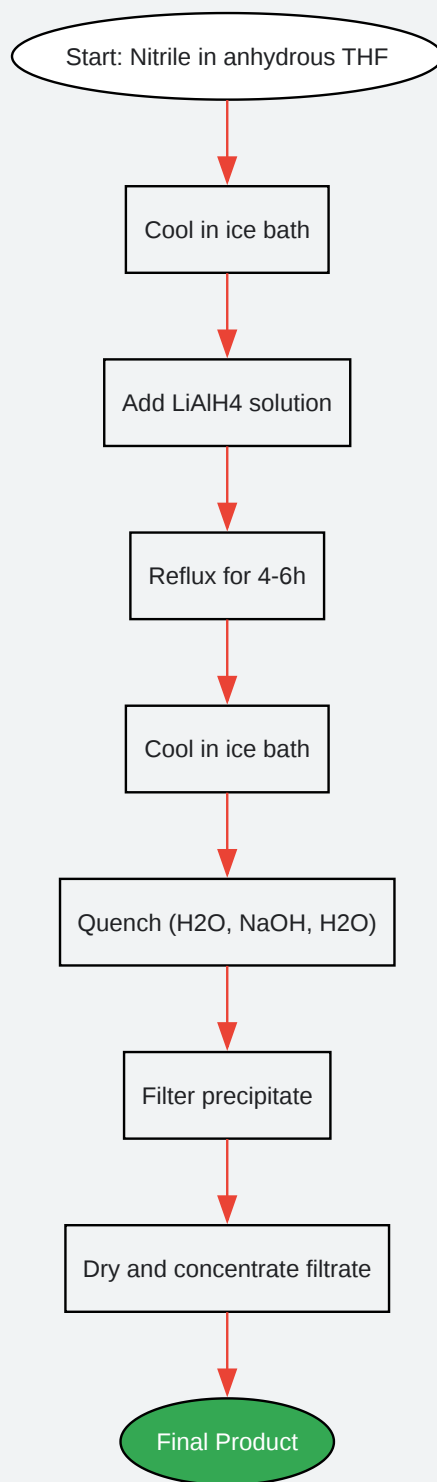 Start: Nitrile in anhydrous THF
Cool in ice bath
Add LiAlH4 solution
Reflux for 4-6h
Cool in ice bath
Quench (H2O, NaOH, H2O)
Filter precipitate
Dry and concentrate filtrate
Final Product